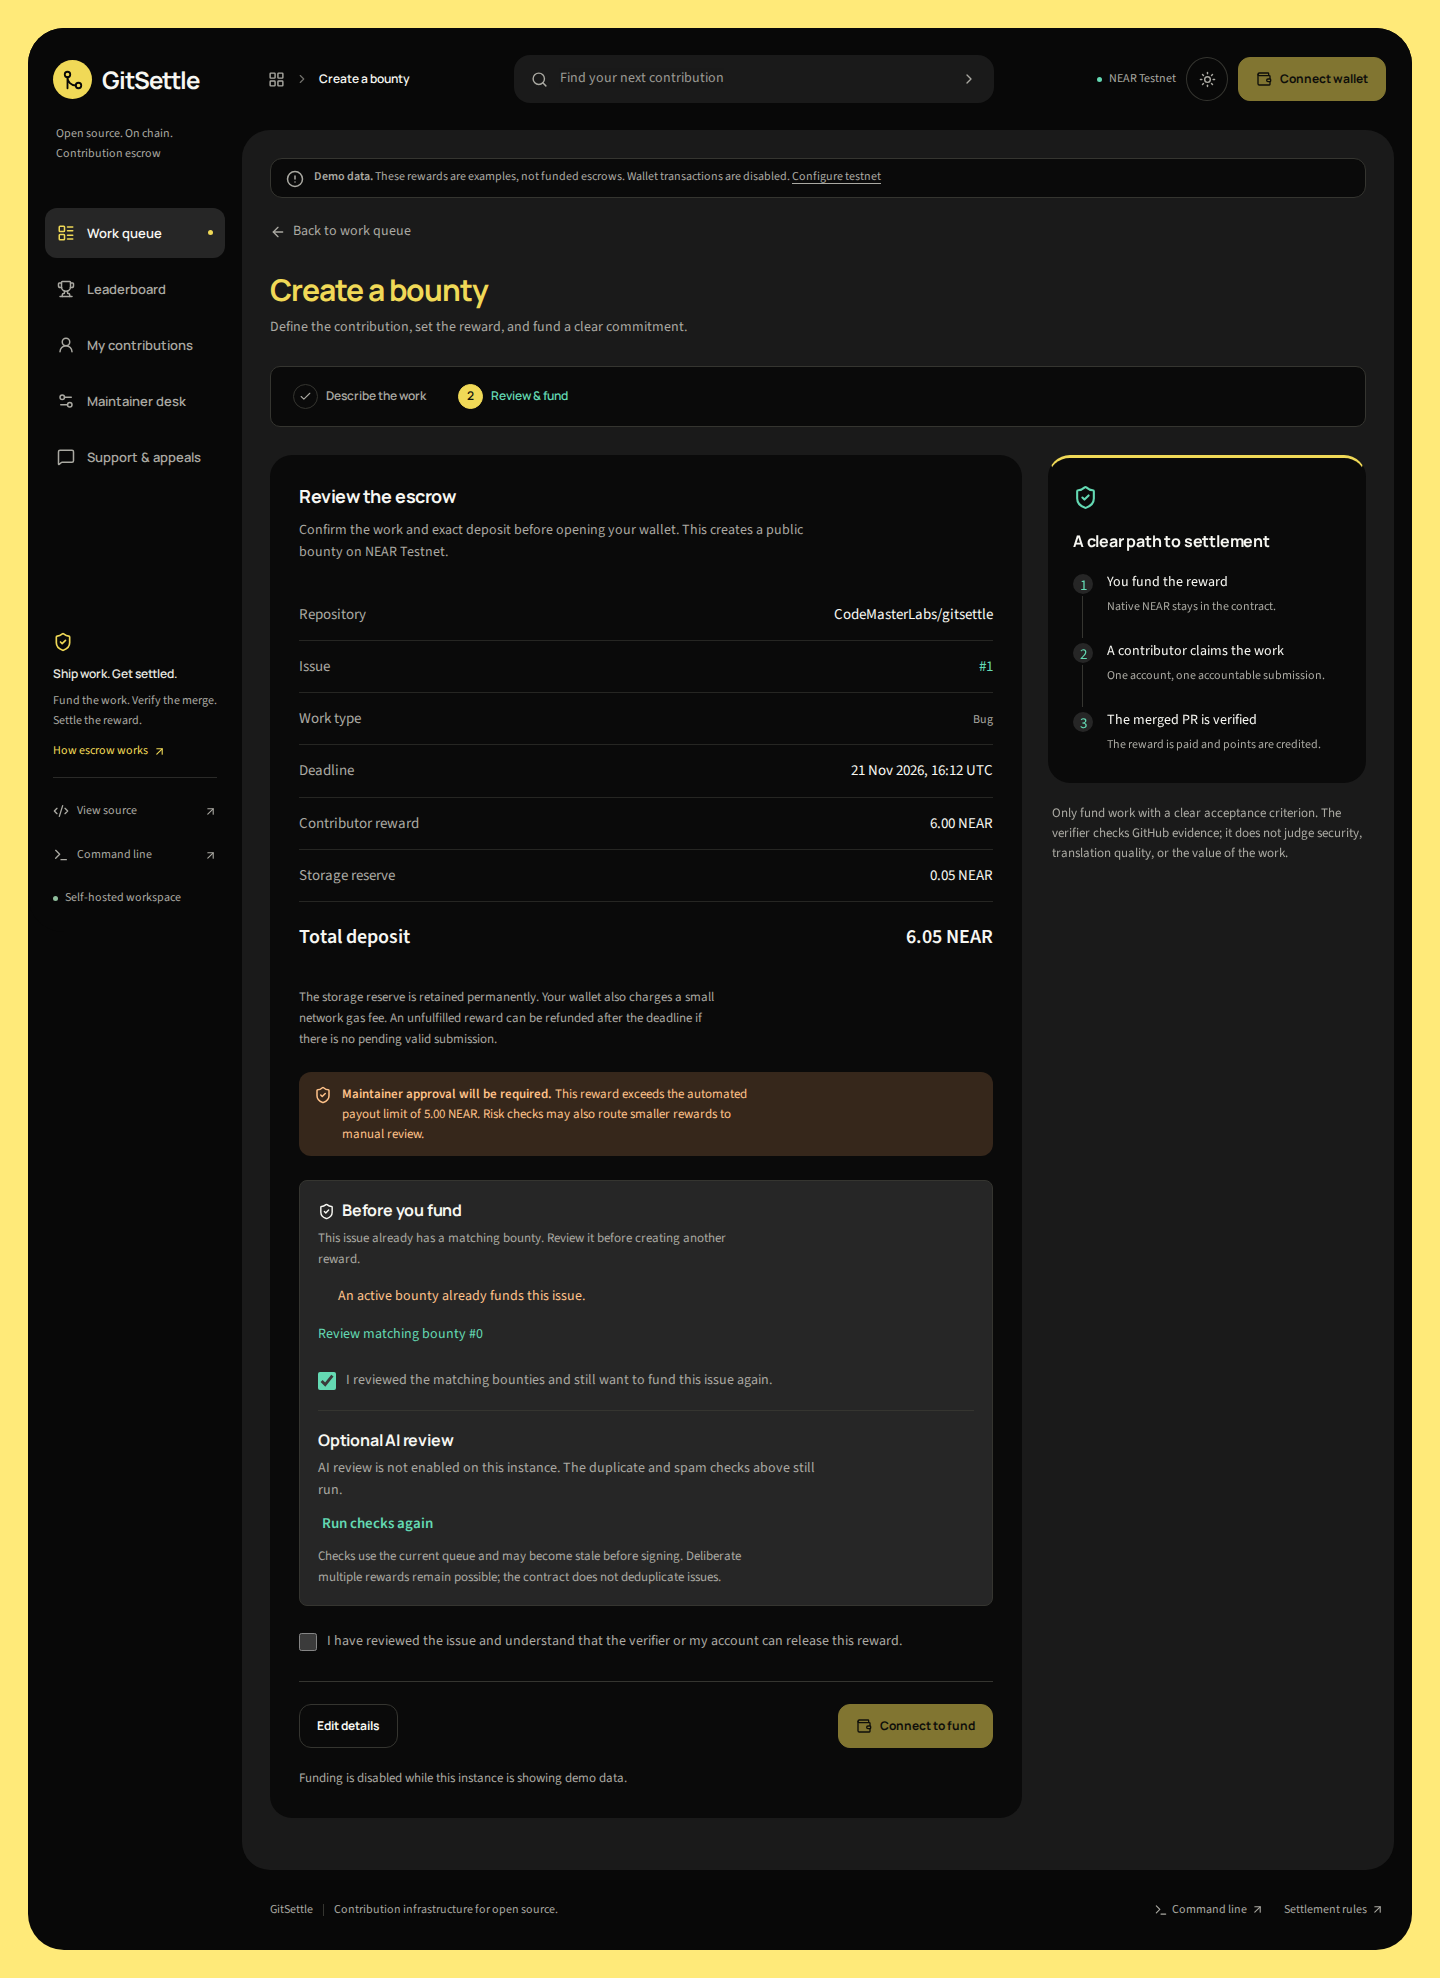 GitSettle
Create a bounty
Find your next contribution
NEAR Testnet
Connect wallet
Open source. On chain.
Contribution escrow
Work queue
Leaderboard
My contributions
Maintainer desk
Support & appeals
Ship work. Get settled.
Fund the work. Verify the merge.
Settle the reward.
How escrow works
View source
Command line
Self-hosted workspace
Demo data. These rewards are examples, not funded escrows. Wallet transactions are disabled. Configure testnet
Back to work queue
Create a bounty
Define the contribution, set the reward, and fund a clear commitment.
Describe the work
2 Review & fund
Review the escrow
Confirm the work and exact deposit before opening your wallet. This creates a public
bounty on NEAR Testnet.
Repository CodeMasterLabs/gitsettle
Issue #1
Work type Bug
Deadline 21 Nov 2026, 16:12 UTC
Contributor reward 6.00 NEAR
Storage reserve 0.05 NEAR
Total deposit 6.05 NEAR
The storage reserve is retained permanently. Your wallet also charges a small
network gas fee. An unfulfilled reward can be refunded after the deadline if
there is no pending valid submission.
Maintainer approval will be required. This reward exceeds the automated
payout limit of 5.00 NEAR. Risk checks may also route smaller rewards to
manual review.
Before you fund
This issue already has a matching bounty. Review it before creating another
reward.
An active bounty already funds this issue.
Review matching bounty #0
I reviewed the matching bounties and still want to fund this issue again.
Optional AI review
AI review is not enabled on this instance. The duplicate and spam checks above still
run.
Run checks again
Checks use the current queue and may become stale before signing. Deliberate
multiple rewards remain possible; the contract does not deduplicate issues.
I have reviewed the issue and understand that the verifier or my account can release this reward.
Edit details
Connect to fund
Funding is disabled while this instance is showing demo data.
A clear path to settlement
1 You fund the reward
Native NEAR stays in the contract.
2 A contributor claims the work
One account, one accountable submission.
3 The merged PR is verified
The reward is paid and points are credited.
Only fund work with a clear acceptance criterion. The
verifier checks GitHub evidence; it does not judge security,
translation quality, or the value of the work.
GitSettle
Contribution infrastructure for open source.
Command line
Settlement rules